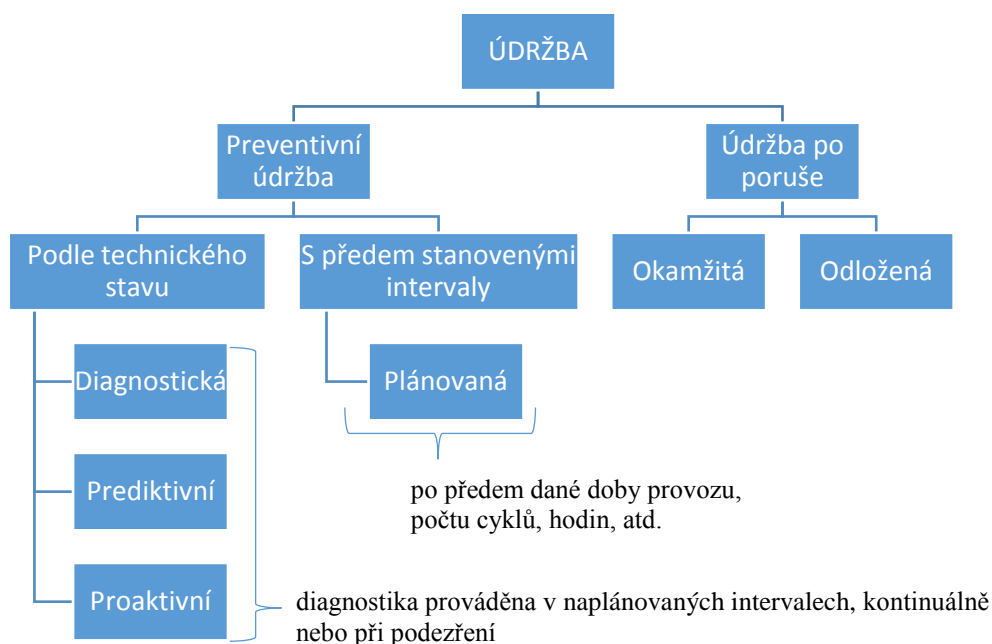 ÚDRŽBA
Preventivní
údržba
Údržba po
poruše
Podle technického
stavu
S předem stanovenými
intervaly
Okamžitá
Odložená
Diagnostická
Plánovaná
Prediktivní
po předem dané doby provozu,
počtu cyklů, hodin, atd.
Proaktivní
diagnostika prováděna v naplánovaných intervalech, kontinuálně
nebo při podezření